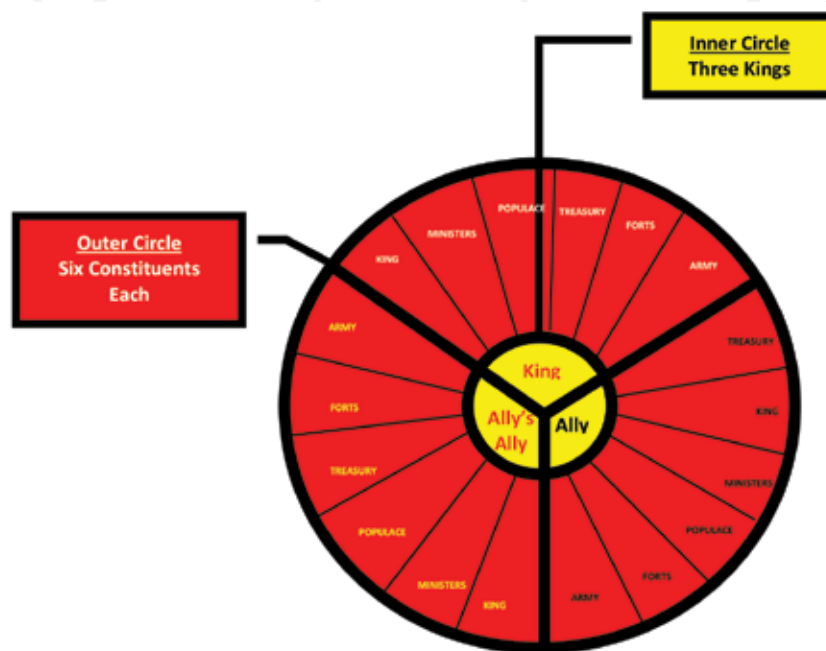 Inner Circle
Three Kings
Outer Circle
Six Constituents
Each
KING
MINISTERS
POPULACE
TREASURY
FORTS
ARMY
TREASURY
KING
MINISTERS
POPULACE
FORTS
ARMY
KING
MINISTERS
POPULACE
TREASURY
FORTS
ARMY
King
Ally's
Ally
Ally